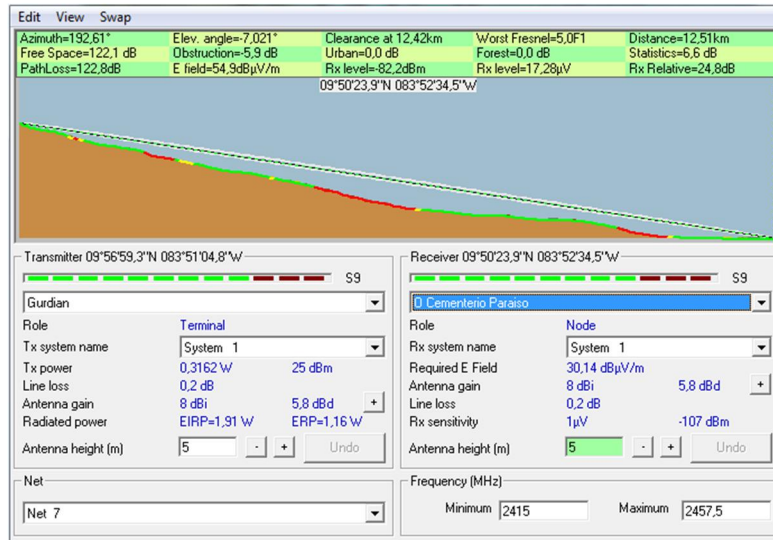 Edit View Swap
Azimuth=192,61° Elev. angle=-7,021° Clearance at 12,42km Worst Fresnel=5,0F1 Distance=12,51km
Free Space=122,1 dB Obstruction=-5,9 dB Urban=0,0 dB Forest=0,0 dB Statistics=6,6 dB
PathLoss=122,8dB E field=54,9dBµV/m Rx level=-82,2dBm Rx level=17,28µV Rx Relative=24,8dB
09°50'23,9"N 083°52'34,5"W
Transmitter 09°56'59,3"N 083°51'04,8"W
S9
Gurdian
Role Terminal
Tx system name System 1
Tx power 0,3162 W 25 dBm
Line loss 0,2 dB
Antenna gain 8 dBi 5,8 dBd +
Radiated power EIRP=1,91 W ERP=1,16 W
Antenna height (m) 5 - + Undo
Net
Net 7
Receiver 09°50'23,9"N 083°52'34,5"W
S9
O Cementerio Paraiso
Role Node
Rx system name System 1
Required E Field 30,14 dBµV/m
Antenna gain 8 dBi 5,8 dBd +
Line loss 0,2 dB
Rx sensitivity 1µV -107 dBm
Antenna height (m) 5 - + Undo
Frequency (MHz)
Minimum 2415 Maximum 2457,5